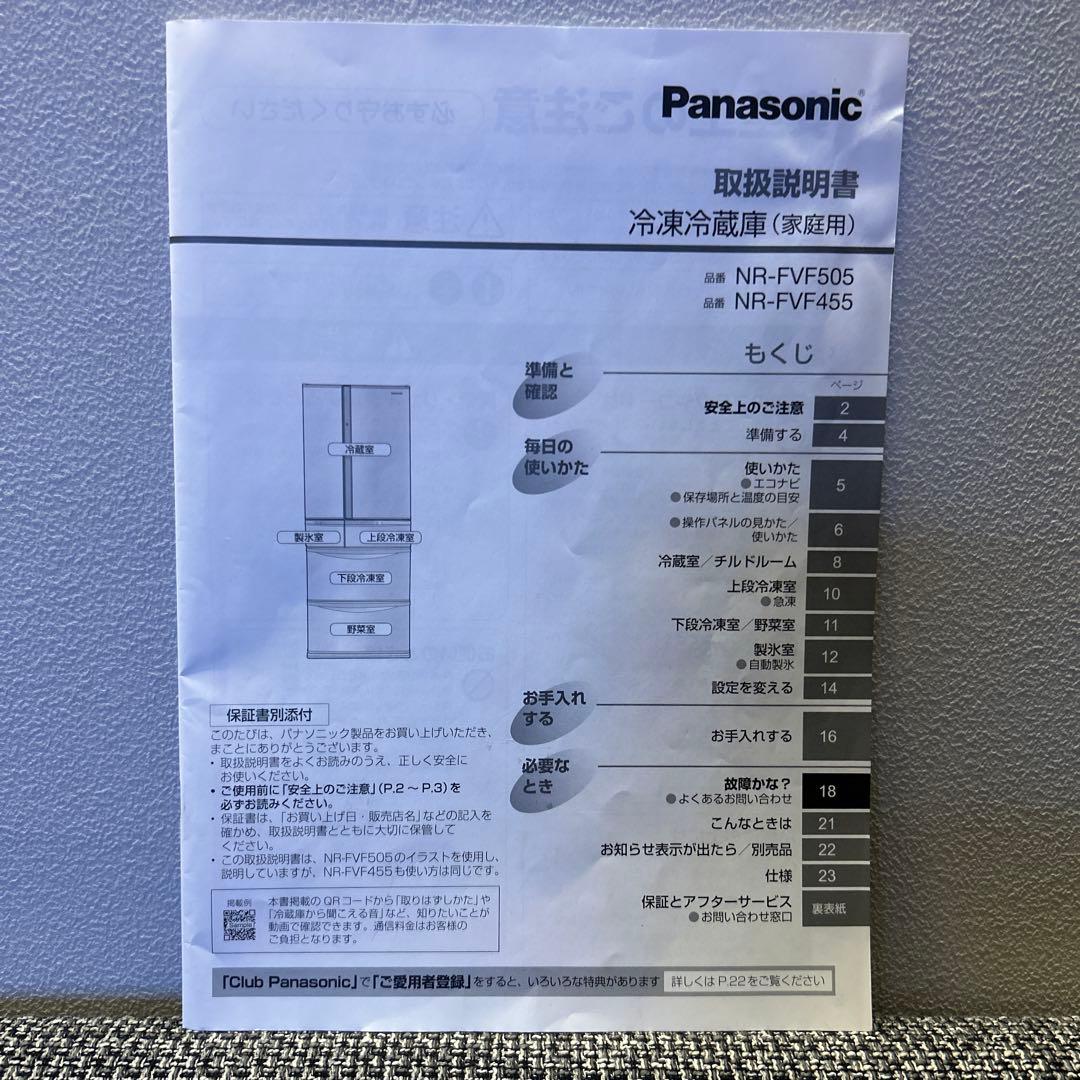 Panasonic®
取扱説明書
冷凍冷蔵庫（家庭用）
品番 NR-FVF505
品番 NR-FVF455
もくじ
ページ
準備と
確認
安全上のご注意 2
準備する 4
毎日の
使いかた
使いかた 5
●エコナビ
●保存場所と温度の目安
●操作パネルの見かた／ 6
使いかた
冷蔵室／チルドルーム 8
上段冷凍室 10
●急凍
下段冷凍室／野菜室 11
製氷室 12
●自動製氷
設定を変える 14
お手入れ
する
お手入れする 16
必要な
とき
故障かな？ 18
●よくあるお問い合わせ
こんなときは 21
お知らせ表示が出たら／別売品 22
仕様 23
保証とアフターサービス 裏表紙
●お問い合わせ窓口
冷蔵室
製氷室 上段冷凍室
下段冷凍室
野菜室
保証書別添付
このたびは、パナソニック製品をお買い上げいただき、
まことにありがとうございます。
・取扱説明書をよくお読みのうえ、正しく安全に
お使いください。
・ご使用前に「安全上のご注意」（P.2～P.3）を
必ずお読みください。
・保証書は、「お買い上げ日・販売店名」などの記入を
確かめ、取扱説明書とともに大切に保管して
ください。
・この取扱説明書は、NR-FVF505のイラストを使用し、
説明していますが、NR-FVF455も使い方は同じです。
掲載例
Sample
本書掲載のQRコードから「取りはずしかた」や
「冷蔵庫から聞こえる音」など、知りたいことが
動画で確認できます。通信料金はお客様の
ご負担となります。
「Club Panasonic」で「ご愛用者登録」をすると、いろいろな特典があります 詳しくはP.22をご覧ください